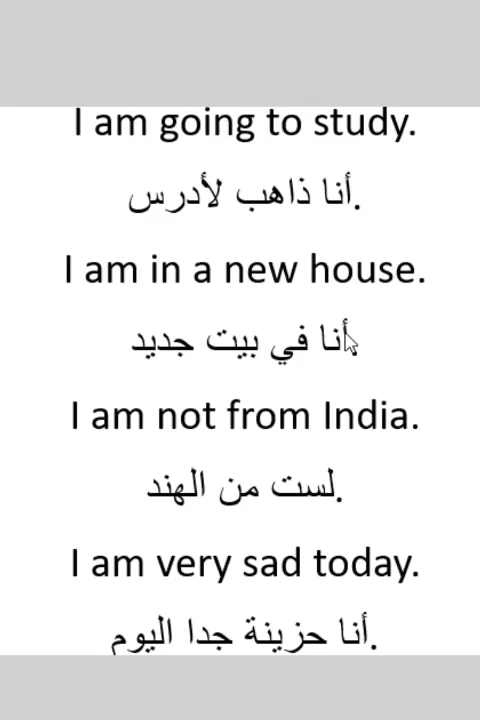 I am going to study.
أنا ذاهب لأدرس.
I am in a new house.
أنا في بيت جديد.
I am not from India.
لست من الهند.
I am very sad today.
أنا حزينة جدا اليوم.